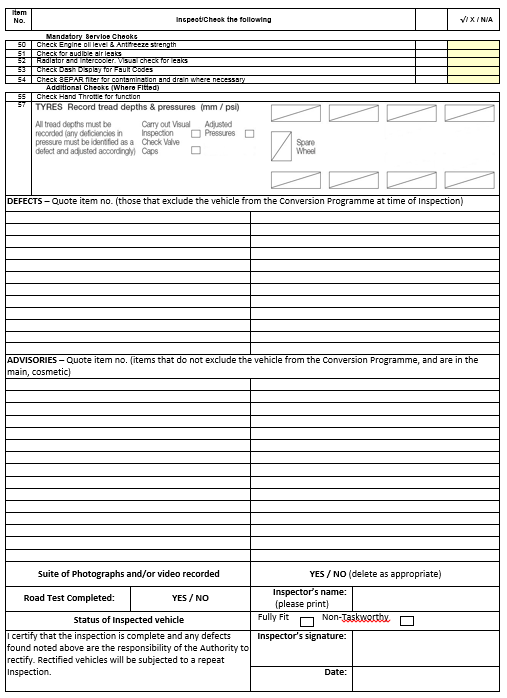 Item No. Inspect/Check the following √/ X / N/A
Mandatory Service Checks
50 Check Engine oil level & Antifreeze strength
51 Check for audible air leaks
52 Radiator and Intercooler. Visual check for leaks
53 Check Dash Display for Fault Codes
54 Check SEPAR filter for contamination and drain where necessary
Additional Checks (Where Fitted)
55 Check Hand Throttle for function
57 TYRES Record tread depths & pressures (mm / psi)
All tread depths must be
recorded (any deficiencies in
pressure must be identified as a
defect and adjusted accordingly)
Carry out Visual
Inspection
Check Valve
Caps
Adjusted
Pressures
Spare
Wheel
DEFECTS – Quote item no. (those that exclude the vehicle from the Conversion Programme at time of Inspection)
ADVISORIES – Quote item no. (items that do not exclude the vehicle from the Conversion Programme, and are in the
main, cosmetic)
Suite of Photographs and/or video recorded YES / NO (delete as appropriate)
Road Test Completed: YES / NO Inspector's name:
(please print)
Status of Inspected vehicle Fully Fit Non-Taskworthy.
I certify that the inspection is complete and any defects
found noted above are the responsibility of the Authority to
rectify. Rectified vehicles will be subjected to a repeat
Inspection.
Inspector's signature:
Date: